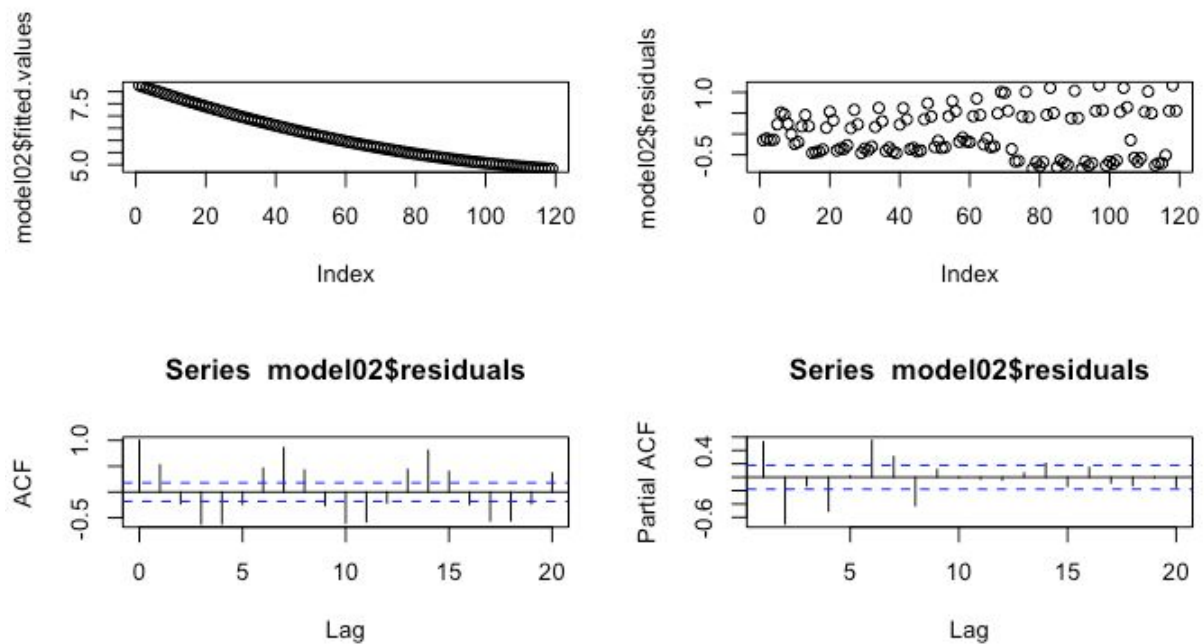 model02$fitted.values
7.5
5.0
0 20 40 60 80 100 120
Index
model02$residuals
1.0
-0.5
0 20 40 60 80 100 120
Index
Series model02$residuals
ACF
1.0
-0.5
0 5 10 15 20
Lag
Series model02$residuals
Partial ACF
0.4
-0.6
5 10 15 20
Lag